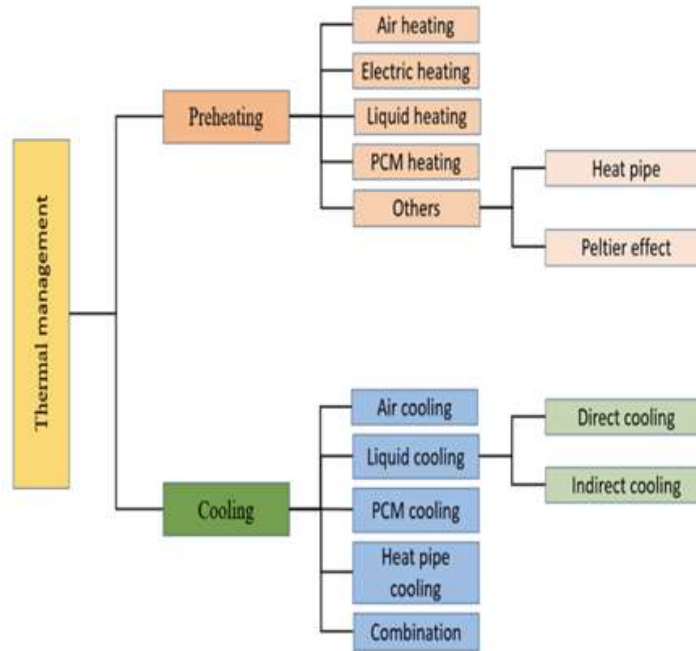 Thermal management
Preheating
Air heating
Electric heating
Liquid heating
PCM heating
Others
Heat pipe
Peltier effect
Cooling
Air cooling
Liquid cooling
PCM cooling
Heat pipe
cooling
Combination
Direct cooling
Indirect cooling